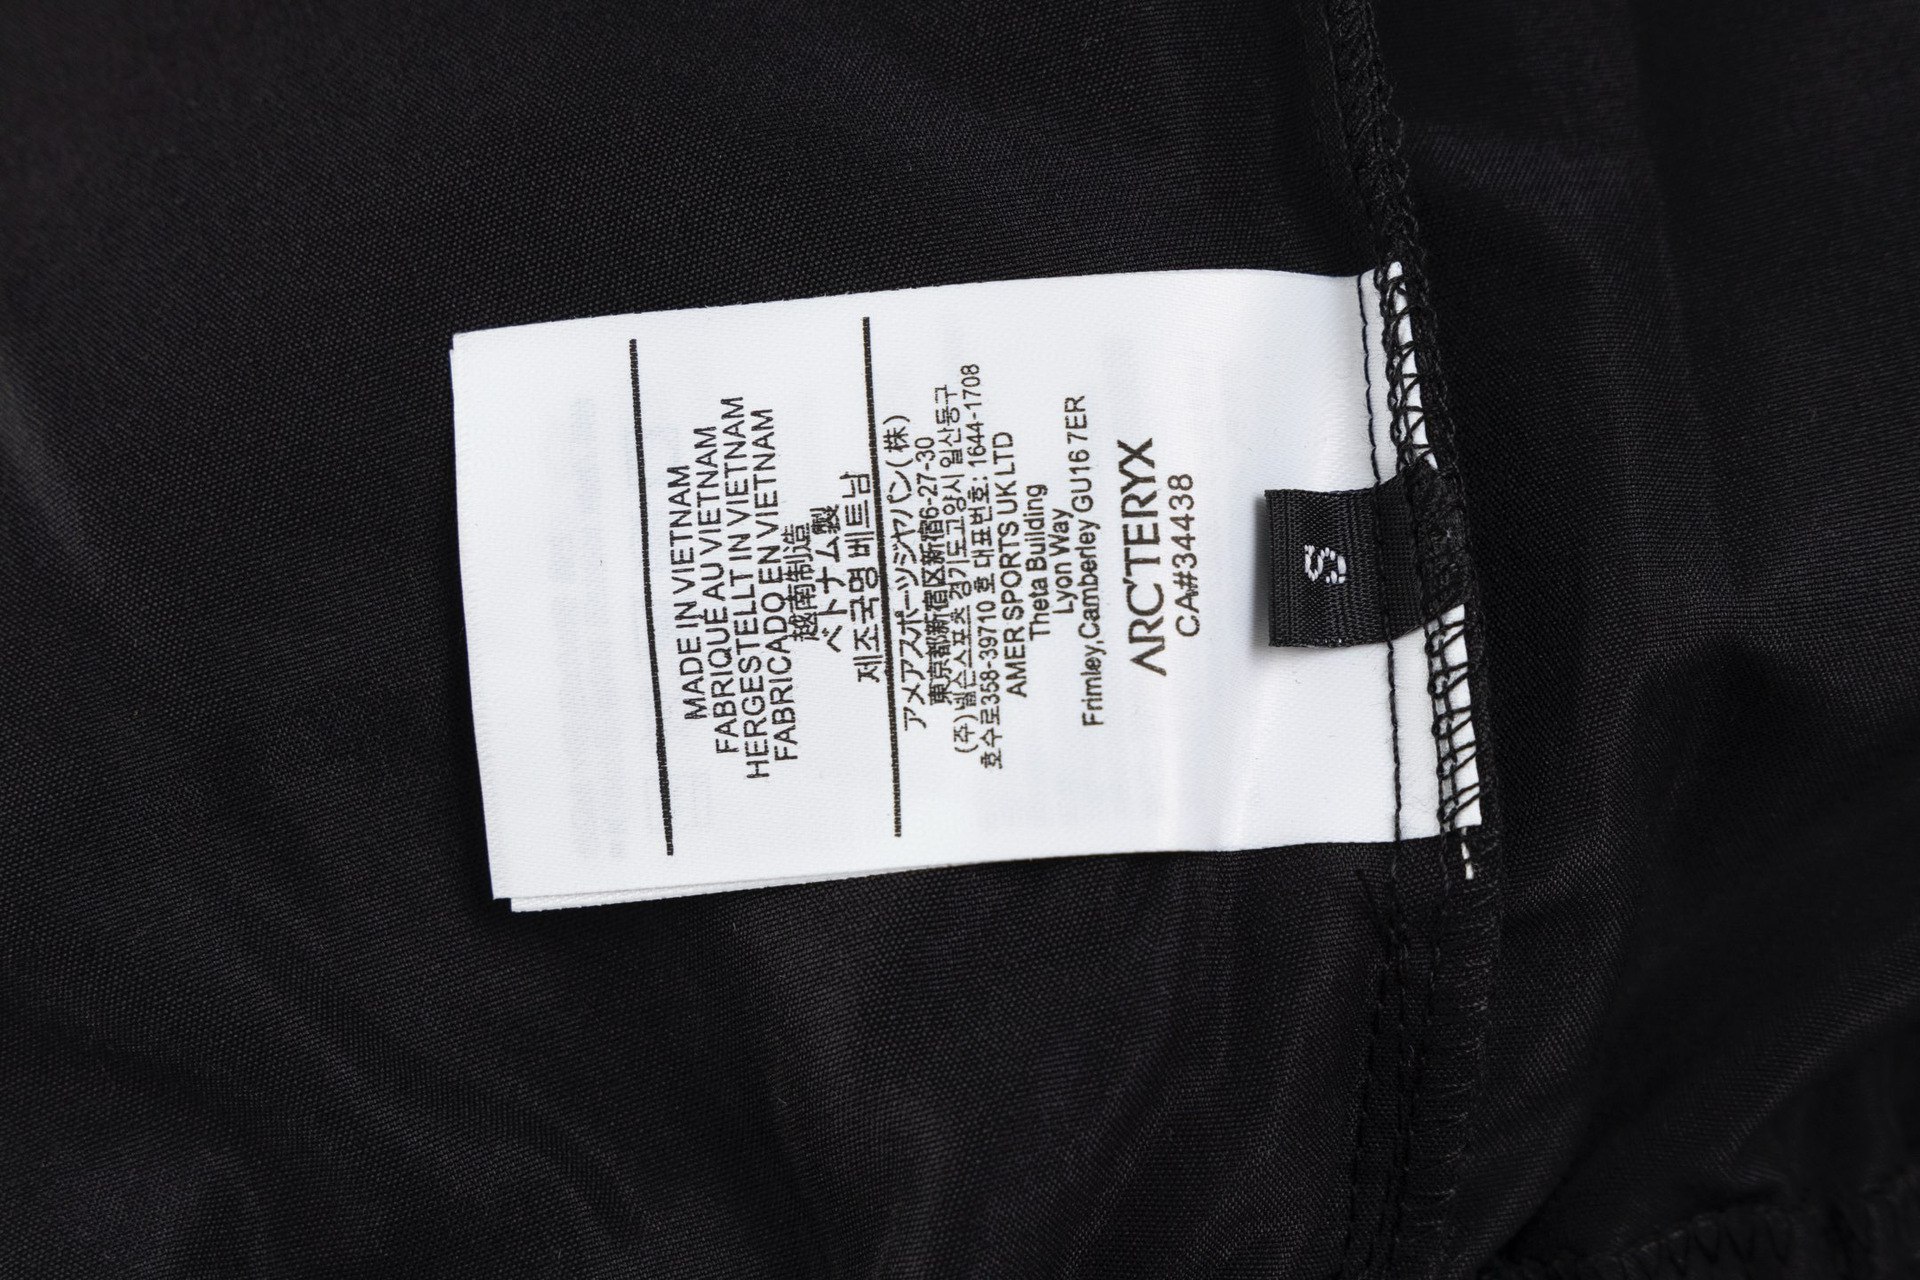 MADE IN VIETNAM
FABRIQUE AU VIETNAM
HERGESTELLT IN VIETNAM
FABRICADO EN VIETNAM
越南制造
ベトナム製
제조국명 베트남
アメアスポーツジャパン(株)
東京都新宿区新宿6-27-30
(주)넬슨스포츠 경기도고양시 일산동구
호수로358-39710 호 대표번호: 1644-1708
AMER SPORTS UK LTD
Theta Building
Lyon Way
Frimley,Camberley GU16 7ER
ARC'TERYX
CA#34438
S